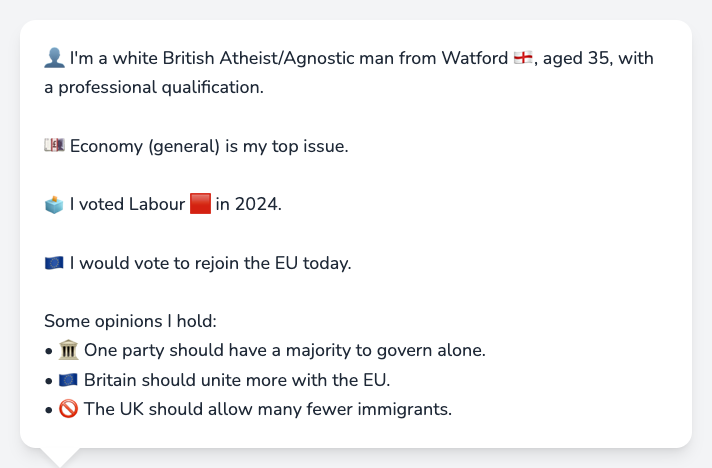 👤 I'm a white British Atheist/Agnostic man from Watford 🏴󠁧󠁢󠁥󠁮󠁧󠁿, aged 35, with
a professional qualification.
💷 Economy (general) is my top issue.
🗳️ I voted Labour 🟥 in 2024.
🇪🇺 I would vote to rejoin the EU today.
Some opinions I hold:
• 🏛️ One party should have a majority to govern alone.
• 🇪🇺 Britain should unite more with the EU.
• 🚫 The UK should allow many fewer immigrants.